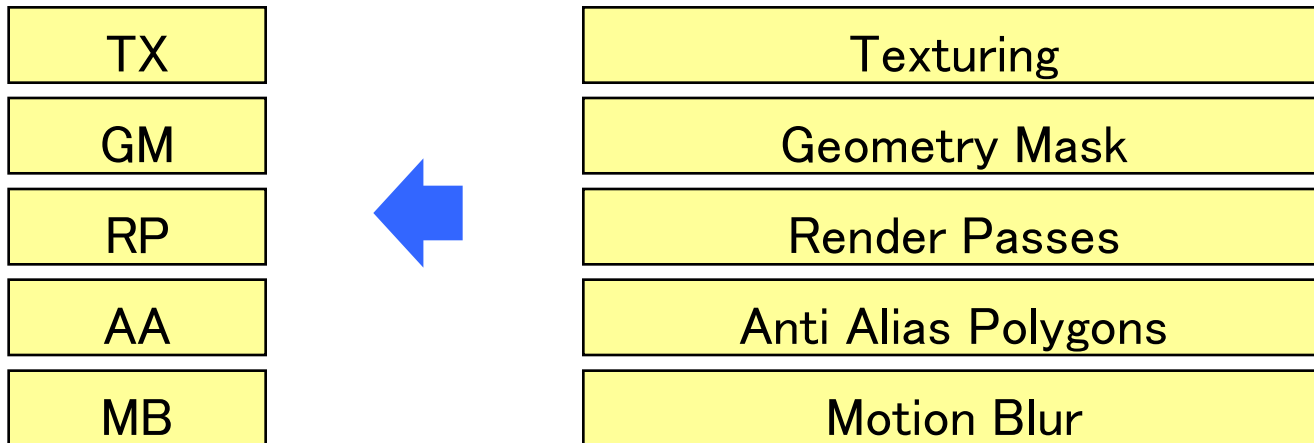 TX Texturing
GM Geometry Mask
RP Render Passes
AA Anti Alias Polygons
MB Motion Blur